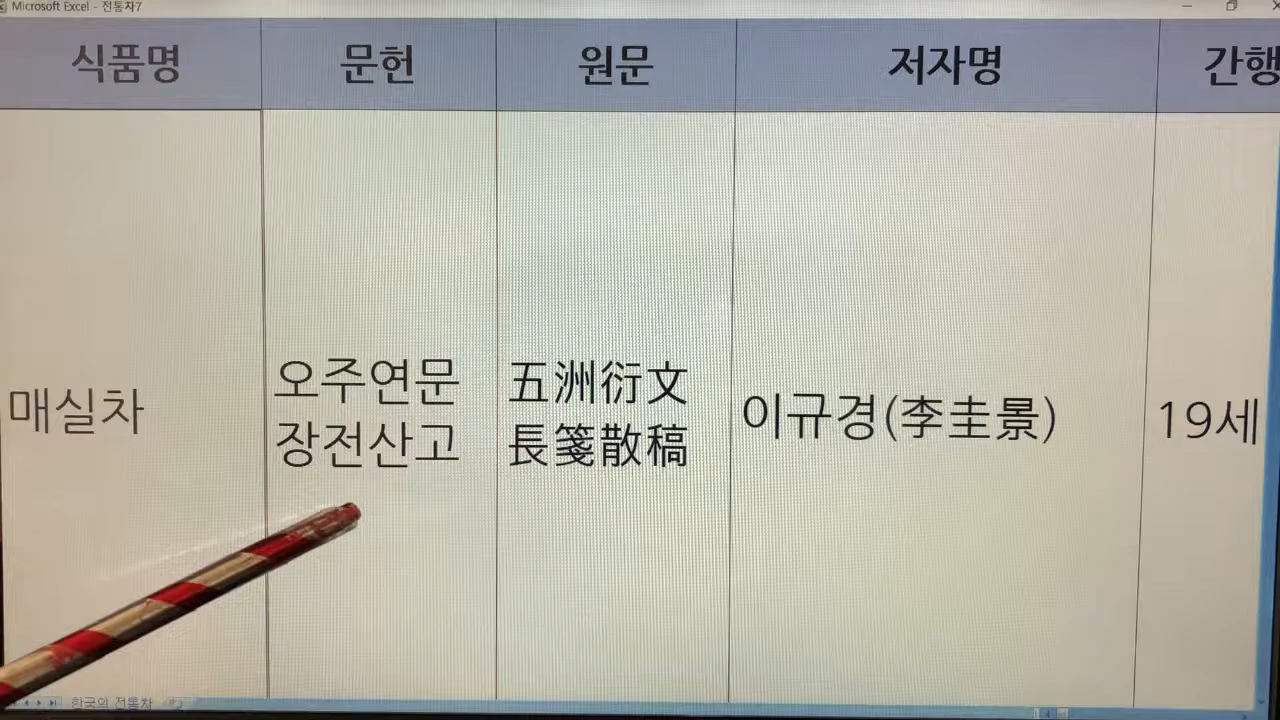 Microsoft Excel - 전통차7
식품명 문헌 원문 저자명 간행
매실차 오주연문 장전산고 五洲衍文 長箋散稿 이규경(李圭景) 19세
한국의 전통차